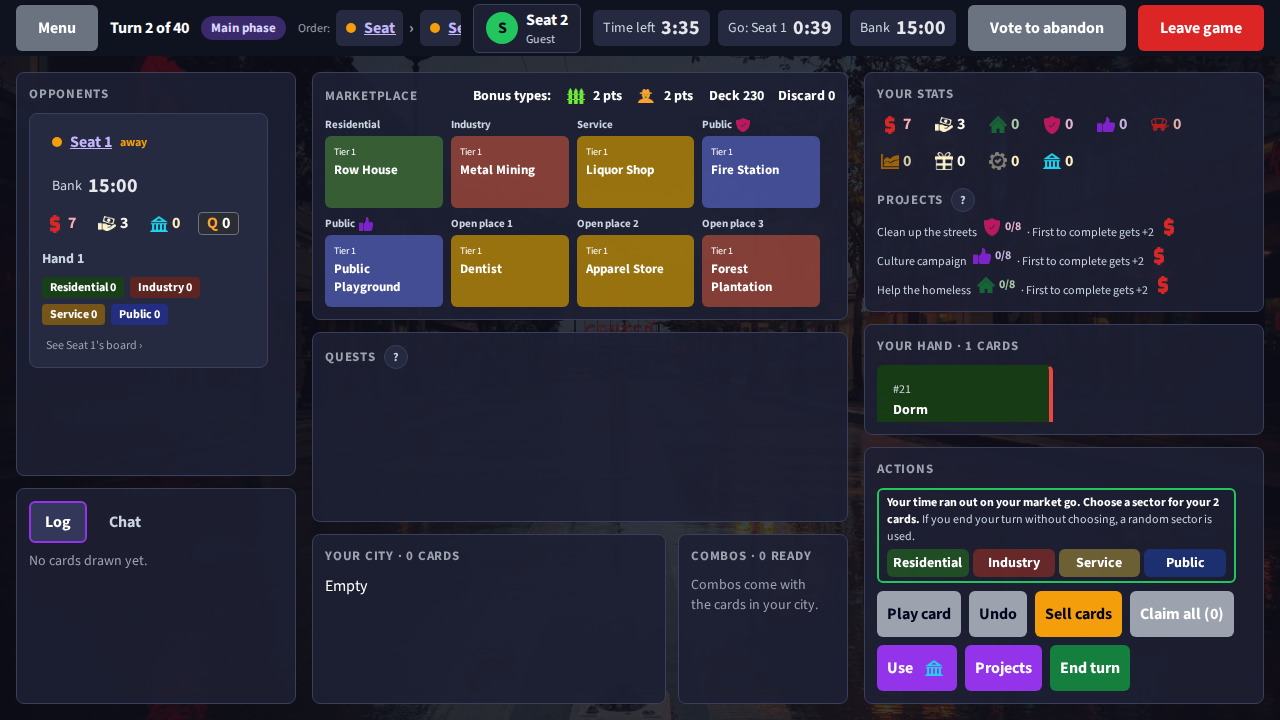 Menu
Turn 2 of 40
Main phase
Order:
Seat
›
Se
S
Seat 2
Guest
Time left 3:35
Go: Seat 1 0:39
Bank 15:00
Vote to abandon
Leave game
OPPONENTS
Seat 1 away
Bank 15:00
7
3
0
Q 0
Hand 1
Residential 0
Industry 0
Service 0
Public 0
See Seat 1's board ›
Log
Chat
No cards drawn yet.
MARKETPLACE
Bonus types:
2 pts
2 pts
Deck 230
Discard 0
Residential
Industry
Service
Public
Tier 1
Row House
Tier 1
Metal Mining
Tier 1
Liquor Shop
Tier 1
Fire Station
Public
Open place 1
Open place 2
Open place 3
Tier 1
Public
Playground
Tier 1
Dentist
Tier 1
Apparel Store
Tier 1
Forest
Plantation
QUESTS ?
YOUR CITY · 0 CARDS
Empty
COMBOS · 0 READY
Combos come with
the cards in your city.
YOUR STATS
7
3
0
0
0
0
0
0
0
0
PROJECTS ?
Clean up the streets 0/8 · First to complete gets +2
Culture campaign 0/8 · First to complete gets +2
Help the homeless 0/8 · First to complete gets +2
YOUR HAND · 1 CARDS
#21
Dorm
ACTIONS
Your time ran out on your market go. Choose a sector for your 2
cards. If you end your turn without choosing, a random sector is
used.
Residential
Industry
Service
Public
Play card
Undo
Sell cards
Claim all (0)
Use
Projects
End turn